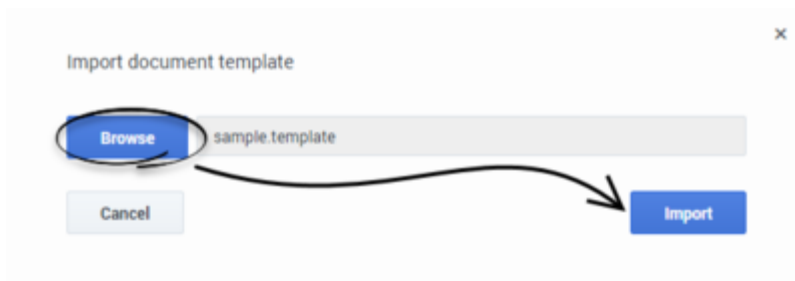 Import document template
Browse sample.template
Cancel Import